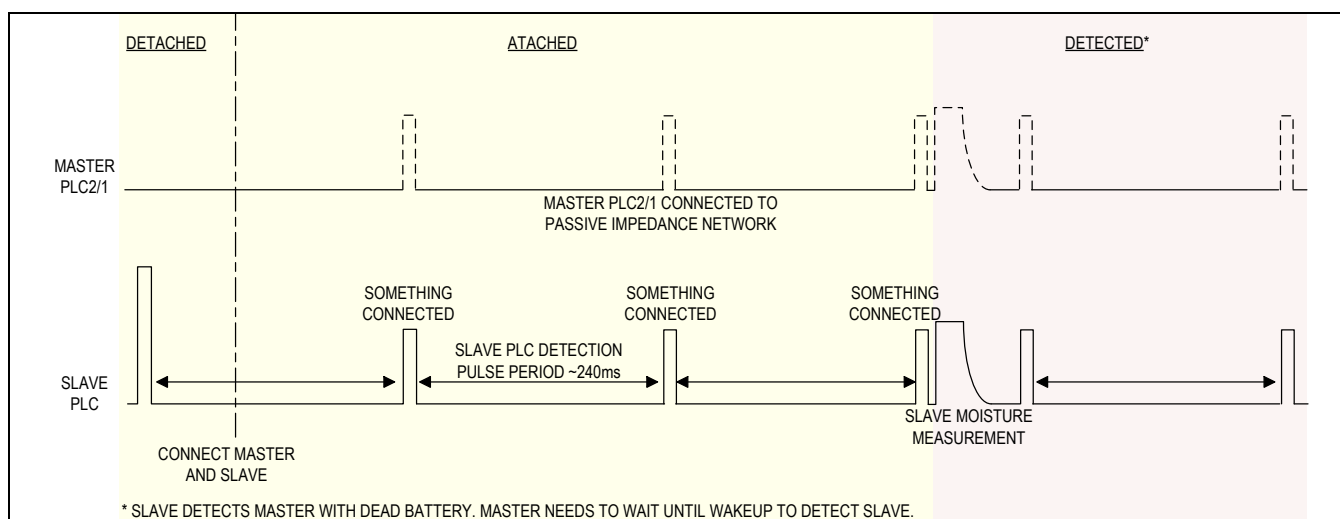 DETACHED
ATACHED
DETECTED*
MASTER
PLC2/1
MASTER PLC2/1 CONNECTED TO
PASSIVE IMPEDANCE NETWORK
SOMETHING
CONNECTED
SOMETHING
CONNECTED
SOMETHING
CONNECTED
SLAVE PLC DETECTION
PULSE PERIOD ~240ms
SLAVE
PLC
SLAVE MOISTURE
MEASUREMENT
CONNECT MASTER
AND SLAVE
* SLAVE DETECTS MASTER WITH DEAD BATTERY. MASTER NEEDS TO WAIT UNTIL WAKEUP TO DETECT SLAVE.